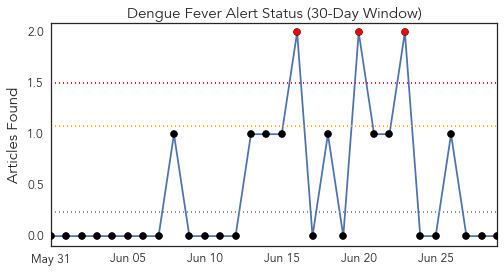 Dengue Fever Alert Status (30-Day Window)
Articles Found
2.0
1.5
1.0
0.5
0.0
May 31 Jun 05 Jun 10 Jun 15 Jun 20 Jun 25